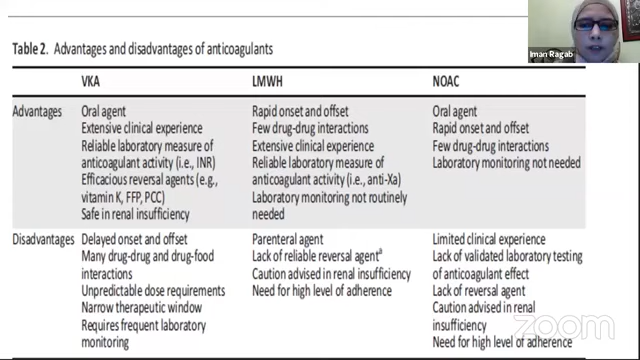 Iman Ragab
Table 2. Advantages and disadvantages of anticoagulants
VKA LMWH NOAC
Advantages
Oral agent
Extensive clinical experience
Reliable laboratory measure of
anticoagulant activity (i.e., INR)
Efficacious reversal agents (e.g.,
vitamin K, FFP, PCC)
Safe in renal insufficiency
Rapid onset and offset
Few drug-drug interactions
Extensive clinical experience
Reliable laboratory measure of
anticoagulant activity (i.e., anti-Xa)
Laboratory monitoring not routinely
needed
Oral agent
Rapid onset and offset
Few drug-drug interactions
Laboratory monitoring not needed
Disadvantages
Delayed onset and offset
Many drug-drug and drug-food
interactions
Unpredictable dose requirements
Narrow therapeutic window
Requires frequent laboratory
monitoring
Parenteral agent
Lack of reliable reversal agentª
Caution advised in renal insufficiency
Need for high level of adherence
Limited clinical experience
Lack of validated laboratory testing
of anticoagulant effect
Lack of reversal agent
Caution advised in renal
insufficiency
Need for high level of adherence
zoom